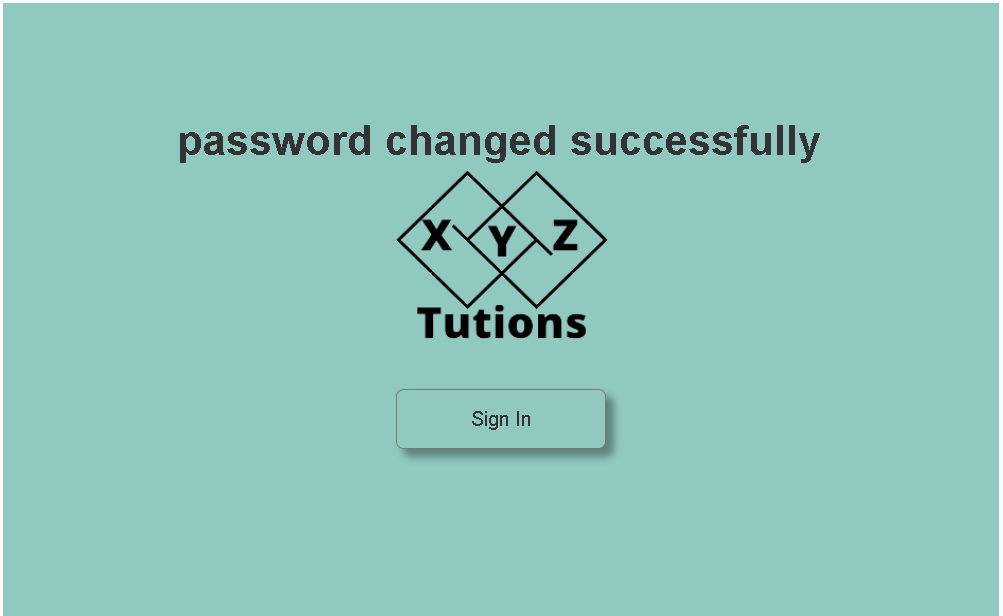 password changed successfully
X Y Z
Tutions
Sign In